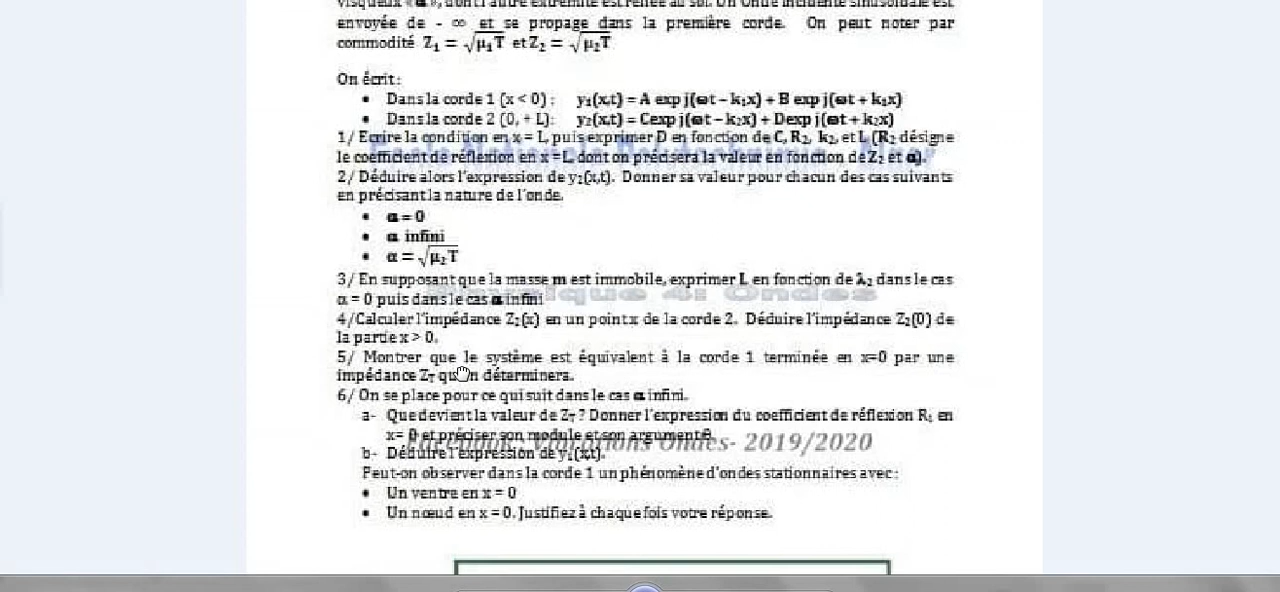 visqueux « α », dont l'autre extrémité est reliée au sol. Un Onde incidente sinusoïdale est
envoyée de - ∞ et se propage dans la première corde. On peut noter par
commodité Z₁ = √μ₁T et Z₂ = √μ₂T
On écrit :
• Dans la corde 1 (x < 0) : y₁(x,t) = A exp j(ωt – k₁x) + B exp j(ωt + k₁x)
• Dans la corde 2 (0, + L): y₂(x,t) = Cexp j(ωt – k₂x) + Dexp j(ωt + k₂x)
1/ Ecrire la condition en x = L, puis exprimer D en fonction de C, R₂, k₂, et L (R₂ désigne
le coefficient de réflexion en x = L, dont on précisera la valeur en fonction de Z₂ et α).
2/ Déduire alors l'expression de y₂(x,t). Donner sa valeur pour chacun des cas suivants
en précisant la nature de l'onde.
• α = 0
• α infini
• α = √μ₂T
3/ En supposant que la masse m est immobile, exprimer L en fonction de λ₂ dans le cas
Physique 4: Ondes
α = 0 puis dans le cas α infini
4/Calculer l'impédance Z₂(x) en un point x de la corde 2. Déduire l'impédance Z₂(0) de
la partie x > 0.
5/ Montrer que le système est équivalent à la corde 1 terminée en x=0 par une
impédance Z_T qu'on déterminera.
6/ On se place pour ce qui suit dans le cas α infini.
a- Que devient la valeur de Z_T ? Donner l'expression du coefficient de réflexion R₁ en
x= 0 et préciser son module et son argument θ.
Facebook: Vibrations Ondes- 2019/2020
b- Déduire l'expression de y₁(x,t).
Peut-on observer dans la corde 1 un phénomène d'ondes stationnaires avec :
• Un ventre en x = 0
• Un nœud en x = 0. Justifiez à chaque fois votre réponse.